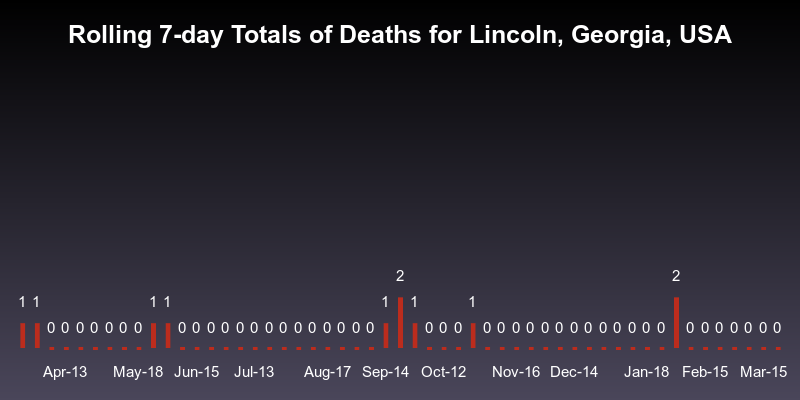 Rolling 7-day Totals of Deaths for Lincoln, Georgia, USA
2 2
1 1 1 1 1 1 1
0 0 0 0 0 0 0 0 0 0 0 0 0 0 0 0 0 0 0 0 0 0 0 0 0 0 0 0 0 0 0 0 0 0 0 0 0 0 0 0 0 0 0 0
Apr-13 May-18 Jun-15 Jul-13 Aug-17 Sep-14 Oct-12 Nov-16 Dec-14 Jan-18 Feb-15 Mar-15